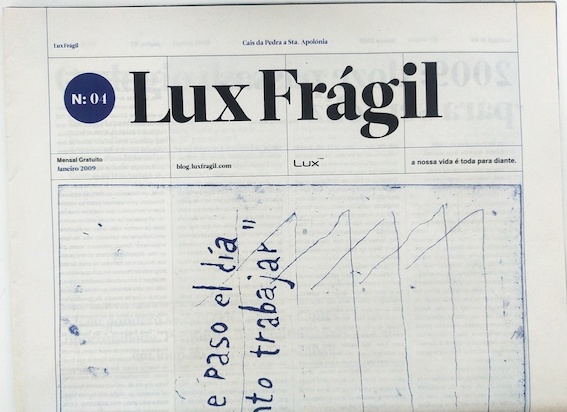 Lux Frágil
Cais da Pedra a Sta. Apolónia
N: 04
Lux Frágil
Mensal Gratuito
Janeiro 2009
blog.luxfragil.com
Lux
a nossa vida é toda para diante.
é paso el día
nto trabajar"